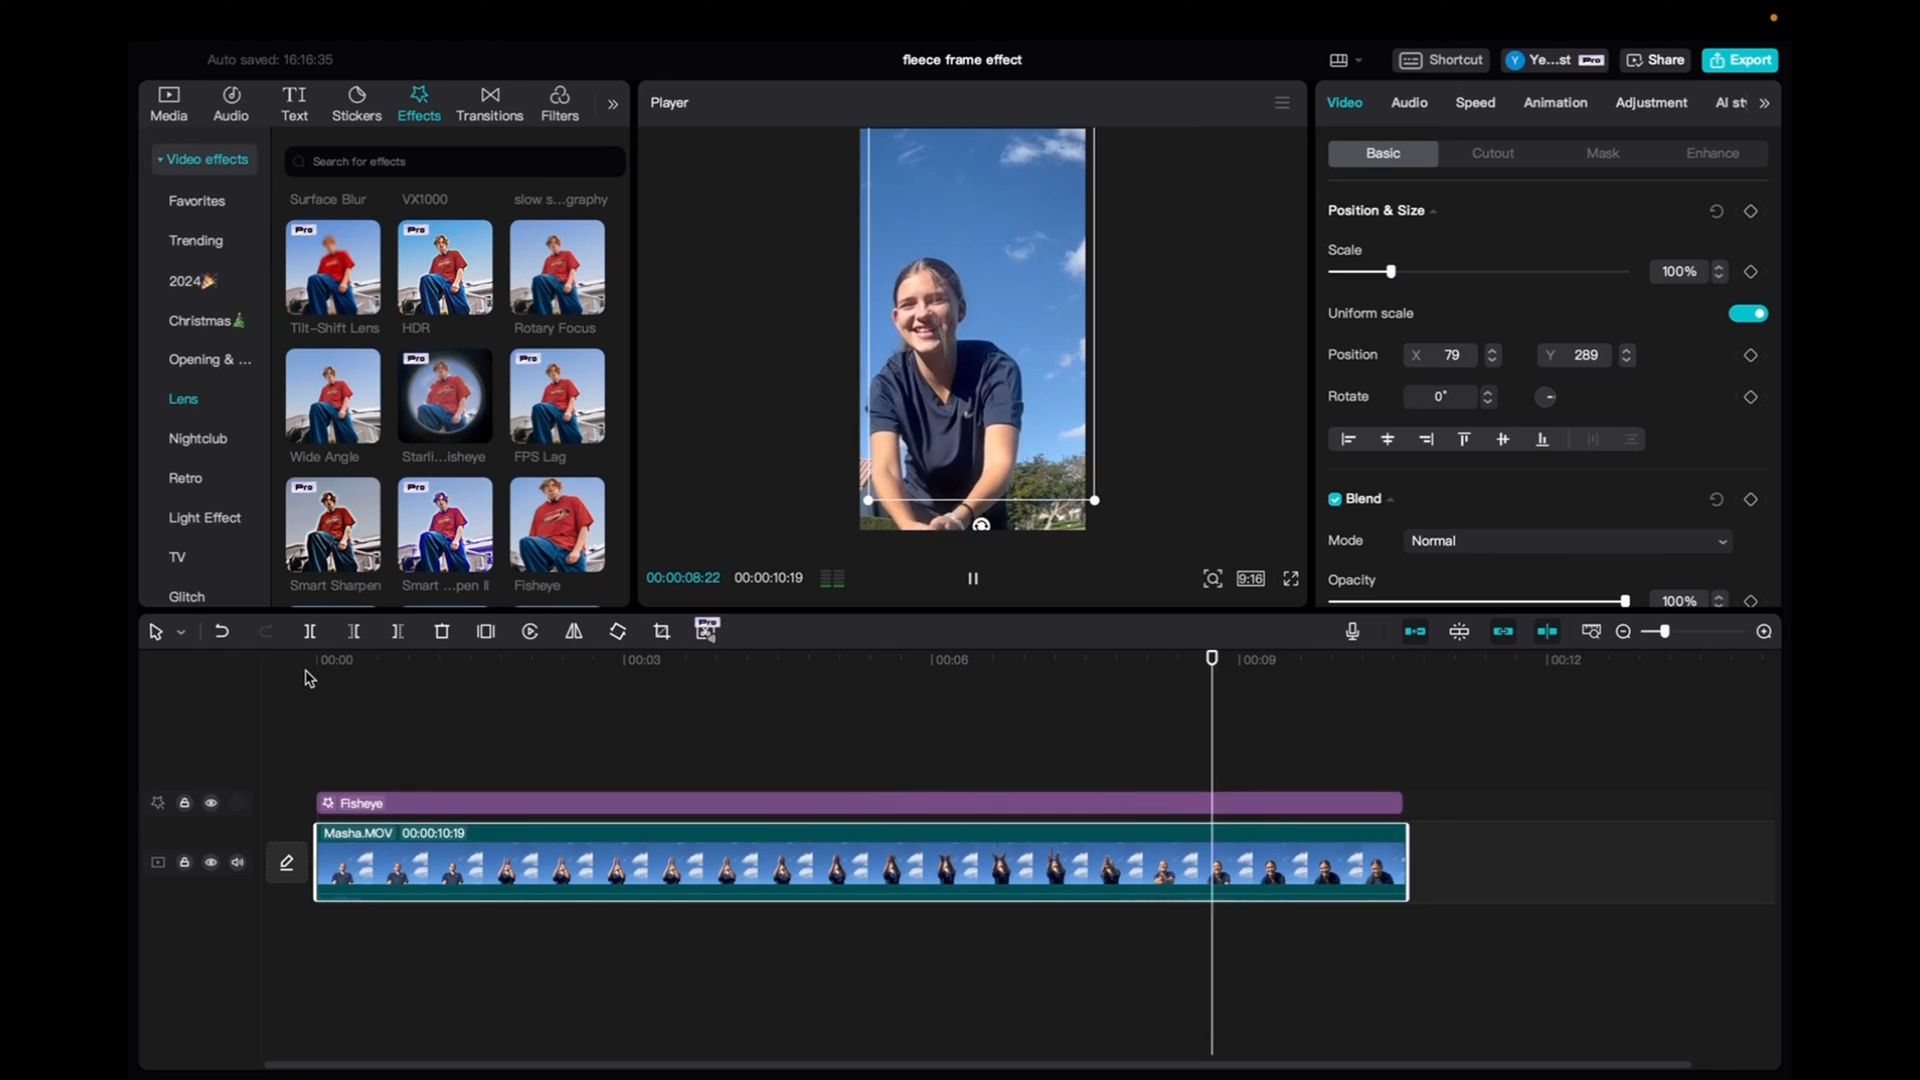 Auto saved: 16:16:35
fleece frame effect
Shortcut
Y
Ye...st
Pro
Share
Export
Media
Audio
TI
Text
Stickers
Effects
Transitions
Filters
Player
Video
Audio
Speed
Animation
Adjustment
AI st
Video effects
Search for effects
Basic
Cutout
Mask
Enhance
Favorites
Surface Blur
VX1000
slow s...graphy
Position & Size
Trending
Pro
Pro
Scale
100%
2024
Christmas
Tilt-Shift Lens
HDR
Rotary Focus
Uniform scale
Opening & ...
Pro
Pro
Position
X
79
Y
289
Lens
Rotate
0°
Nightclub
Wide Angle
Starli...isheye
FPS Lag
Retro
Pro
Pro
Blend
Light Effect
Mode
Normal
TV
Smart Sharpen
Smart ...pen II
Fisheye
00:00:08:22
00:00:10:19
9:16
Opacity
Glitch
100%
Pro
00:00
00:03
00:06
00:09
00:12
Fisheye
Masha.MOV
00:00:10:19